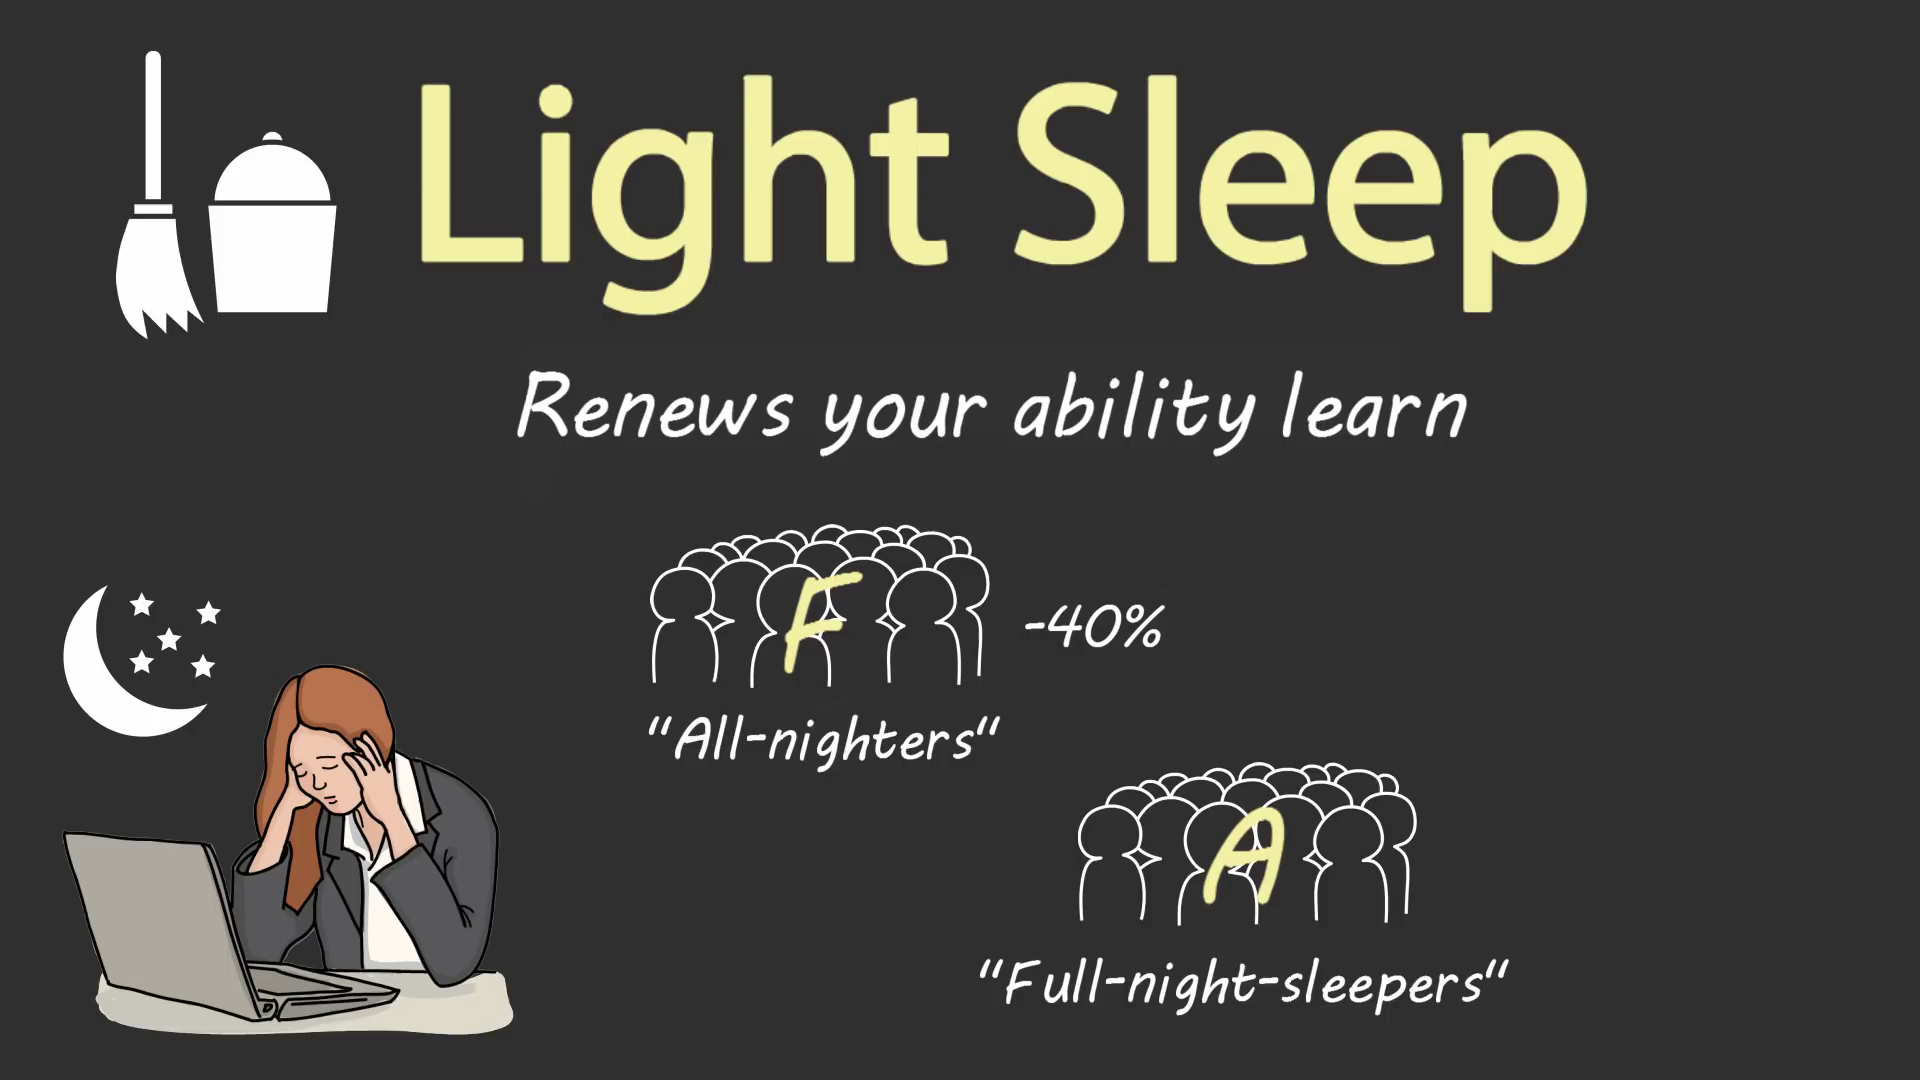 Light Sleep
Renews your ability learn
F
-40%
"All-nighters"
A
"Full-night-sleepers"